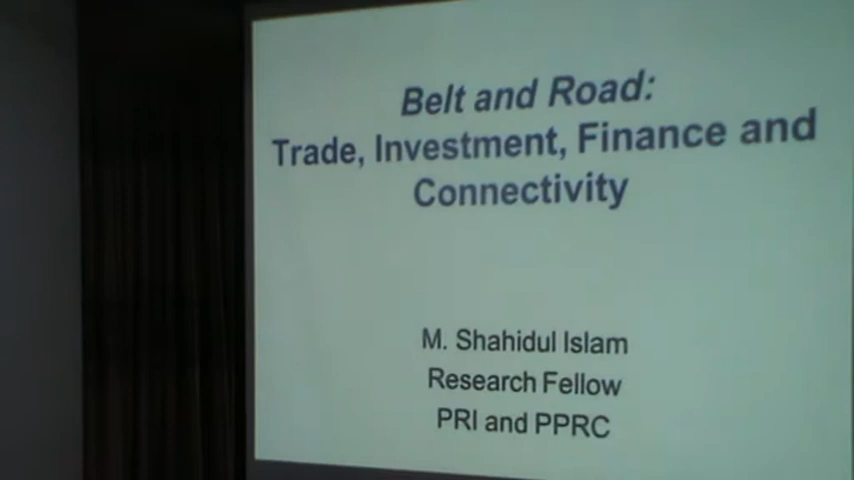 Belt and Road:
Trade, Investment, Finance and
Connectivity
M. Shahidul Islam
Research Fellow
PRI and PPRC